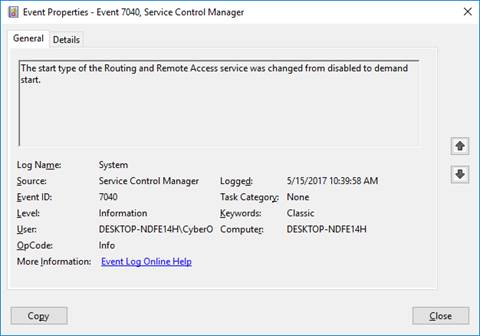 Event Properties - Event 7040, Service Control Manager
General Details
The start type of the Routing and Remote Access service was changed from disabled to demand
start.
Log Name: System
Source: Service Control Manager Logged: 5/15/2017 10:39:58 AM
Event ID: 7040 Task Category: None
Level: Information Keywords: Classic
User: DESKTOP-NDFE14H\CyberO Computer: DESKTOP-NDFE14H
OpCode: Info
More Information: Event Log Online Help
Copy Close